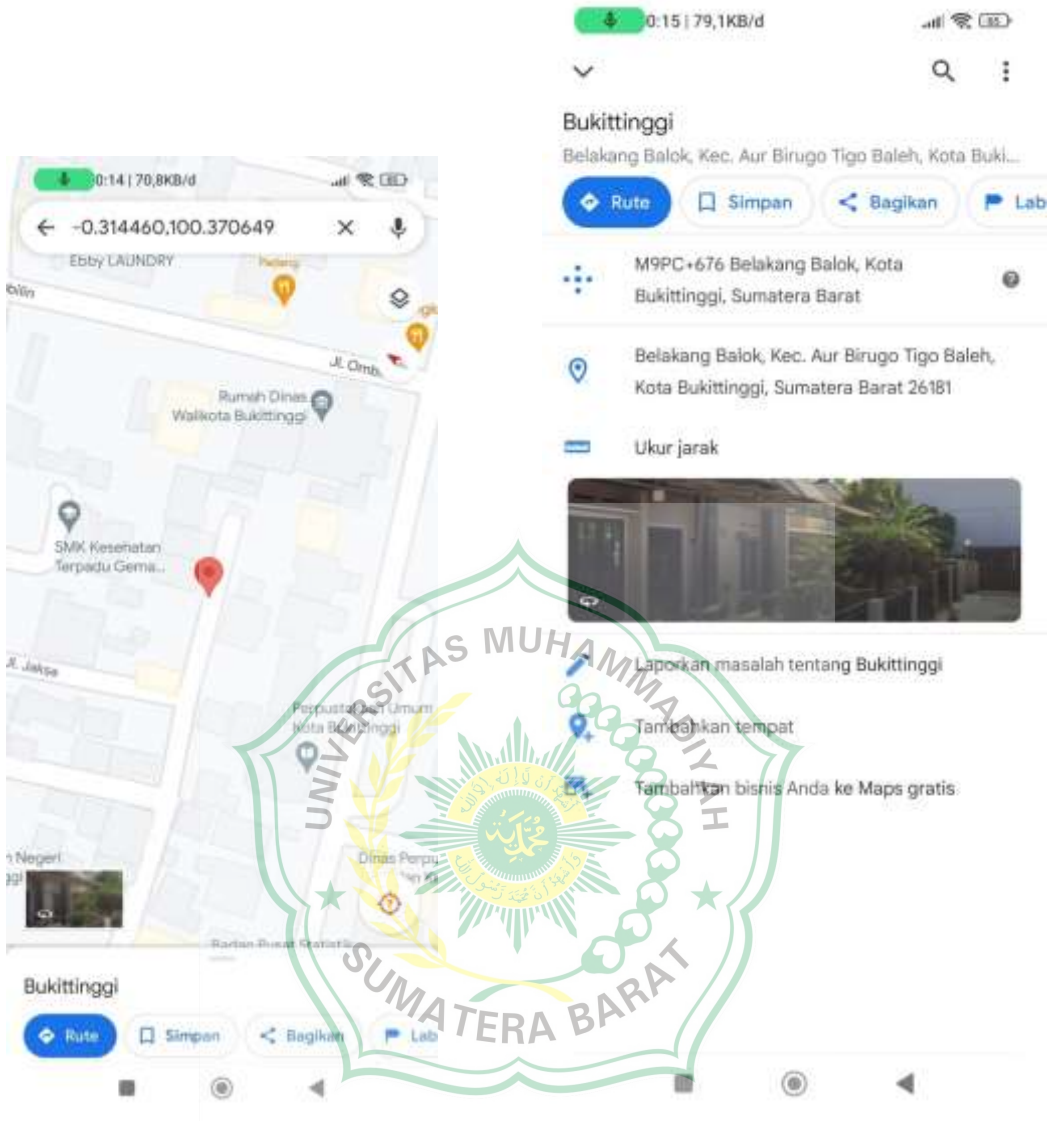 0:14 | 70,8KB/d
-0.314460,100.370649
Ebby LAUNDRY
Padang
Jl. Omb
Rumah Dinas
Walikota Bukittinggi
SMK Kesehatan
Terpadu Gema...
Jl. Jaksa
Perpustakaan Umum
Kota Bukittinggi
Negeri
Dinas Perpu
Badan Pusat Statistik
Bukittinggi
Rute
Simpan
Bagikan
Lab
0:15 | 79,1KB/d
Bukittinggi
Belakang Balok, Kec. Aur Birugo Tigo Baleh, Kota Buki...
Rute
Simpan
Bagikan
Lab
M9PC+676 Belakang Balok, Kota
Bukittinggi, Sumatera Barat
Belakang Balok, Kec. Aur Birugo Tigo Baleh,
Kota Bukittinggi, Sumatera Barat 26181
Ukur jarak
Laporkan masalah tentang Bukittinggi
Tambahkan tempat
Tambahkan bisnis Anda ke Maps gratis
UNIVERSITAS MUHAMMADIYAH
SUMATERA BARAT